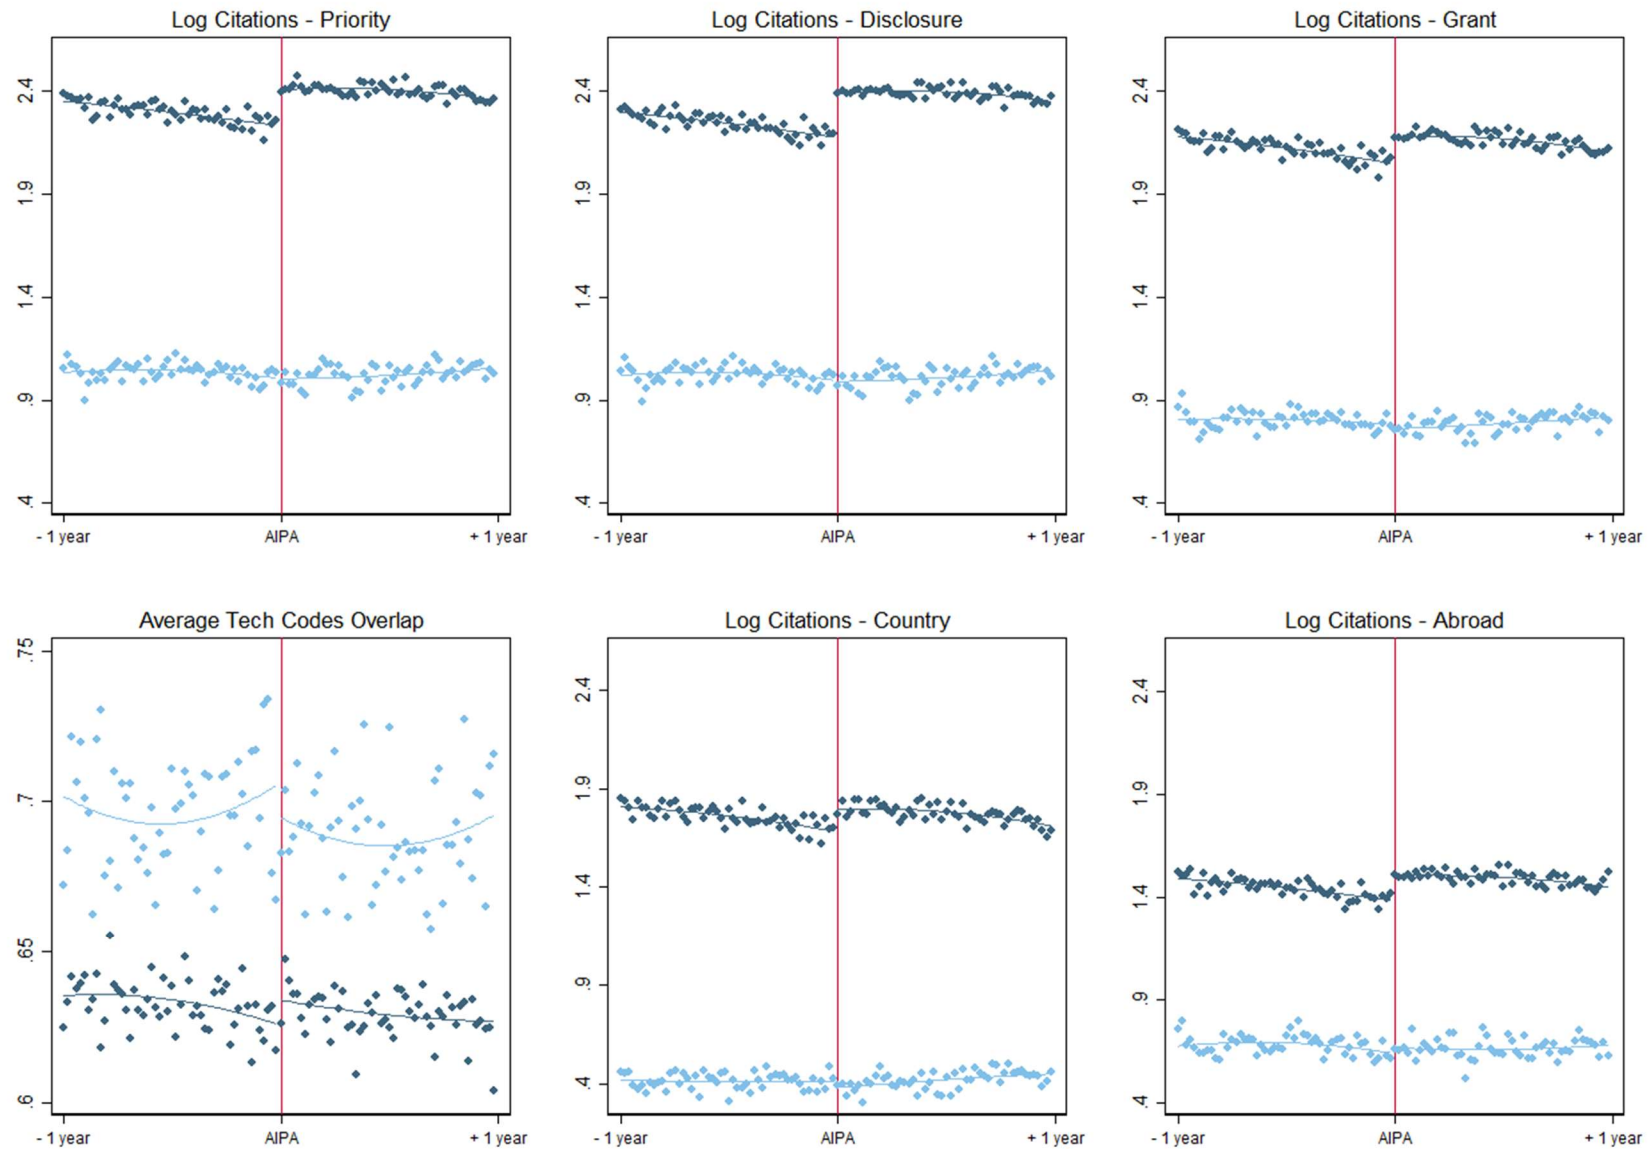 Log Citations - Priority
2.4
1.9
1.4
.9
.4
- 1 year
AIPA
+ 1 year
Log Citations - Disclosure
2.4
1.9
1.4
.9
.4
- 1 year
AIPA
+ 1 year
Log Citations - Grant
2.4
1.9
1.4
.9
.4
- 1 year
AIPA
+ 1 year
Average Tech Codes Overlap
.75
.7
.65
.6
- 1 year
AIPA
+ 1 year
Log Citations - Country
2.4
1.9
1.4
.9
.4
- 1 year
AIPA
+ 1 year
Log Citations - Abroad
2.4
1.9
1.4
.9
.4
- 1 year
AIPA
+ 1 year